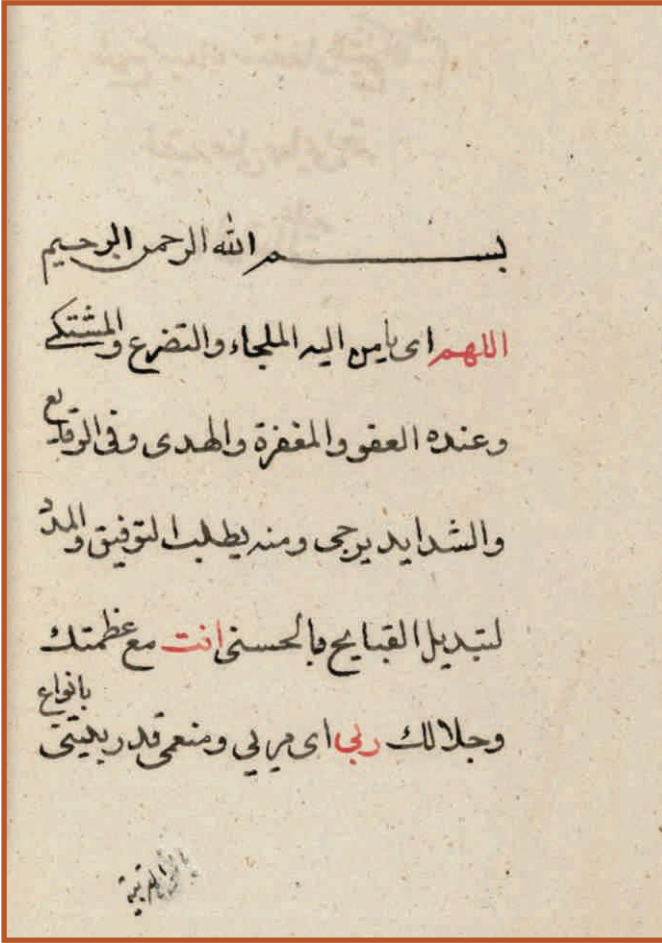 بسم الله الرحمن الرحيم
اللهم اى يا من اليه الملجاء والتضرع والمشتكى
وعنده العفو والمغفرة والهدى وفى الوقايع
والشدايد يرجى ومنه يطلب التوفيق والمدد
لتبديل القبايح بالحسنى انت مع عظمتك
وجلالك ربى اى مربى ومنعمى قد ربيتنى بانواع